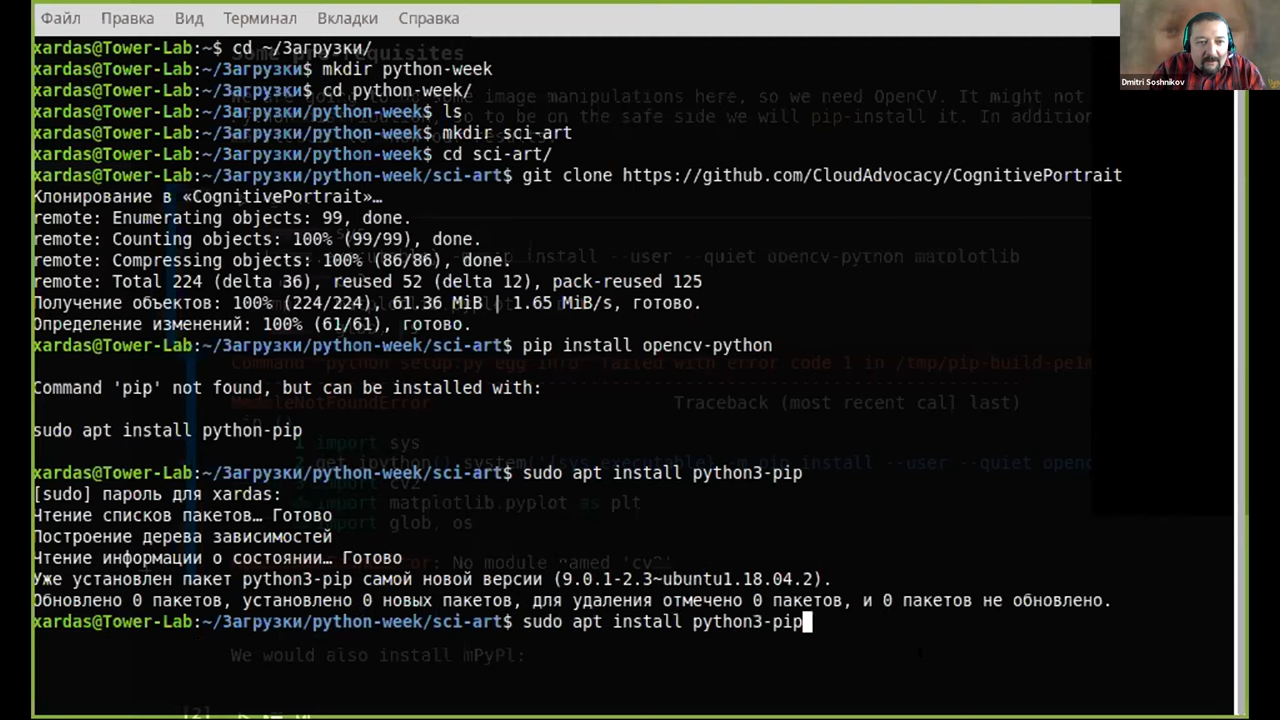 Файл Правка Вид Терминал Вкладки Справка
Dmitri Soshnikov
xardas@Tower-Lab:~$ cd ~/Загрузки/
xardas@Tower-Lab:~/Загрузки$ mkdir python-week
xardas@Tower-Lab:~/Загрузки$ cd python-week/
xardas@Tower-Lab:~/Загрузки/python-week$ ls
xardas@Tower-Lab:~/Загрузки/python-week$ mkdir sci-art
xardas@Tower-Lab:~/Загрузки/python-week$ cd sci-art/
xardas@Tower-Lab:~/Загрузки/python-week/sci-art$ git clone https://github.com/CloudAdvocacy/CognitivePortrait
Клонирование в «CognitivePortrait»…
remote: Enumerating objects: 99, done.
remote: Counting objects: 100% (99/99), done.
remote: Compressing objects: 100% (86/86), done.
remote: Total 224 (delta 36), reused 52 (delta 12), pack-reused 125
Получение объектов: 100% (224/224), 61.36 MiB | 1.65 MiB/s, готово.
Определение изменений: 100% (61/61), готово.
xardas@Tower-Lab:~/Загрузки/python-week/sci-art$ pip install opencv-python
Command 'pip' not found, but can be installed with:
sudo apt install python-pip
xardas@Tower-Lab:~/Загрузки/python-week/sci-art$ sudo apt install python3-pip
[sudo] пароль для xardas:
Чтение списков пакетов… Готово
Построение дерева зависимостей
Чтение информации о состоянии… Готово
Уже установлен пакет python3-pip самой новой версии (9.0.1-2.3~ubuntu1.18.04.2).
Обновлено 0 пакетов, установлено 0 новых пакетов, для удаления отмечено 0 пакетов, и 0 пакетов не обновлено.
xardas@Tower-Lab:~/Загрузки/python-week/sci-art$ sudo apt install python3-pip
We would also install mPyPl: